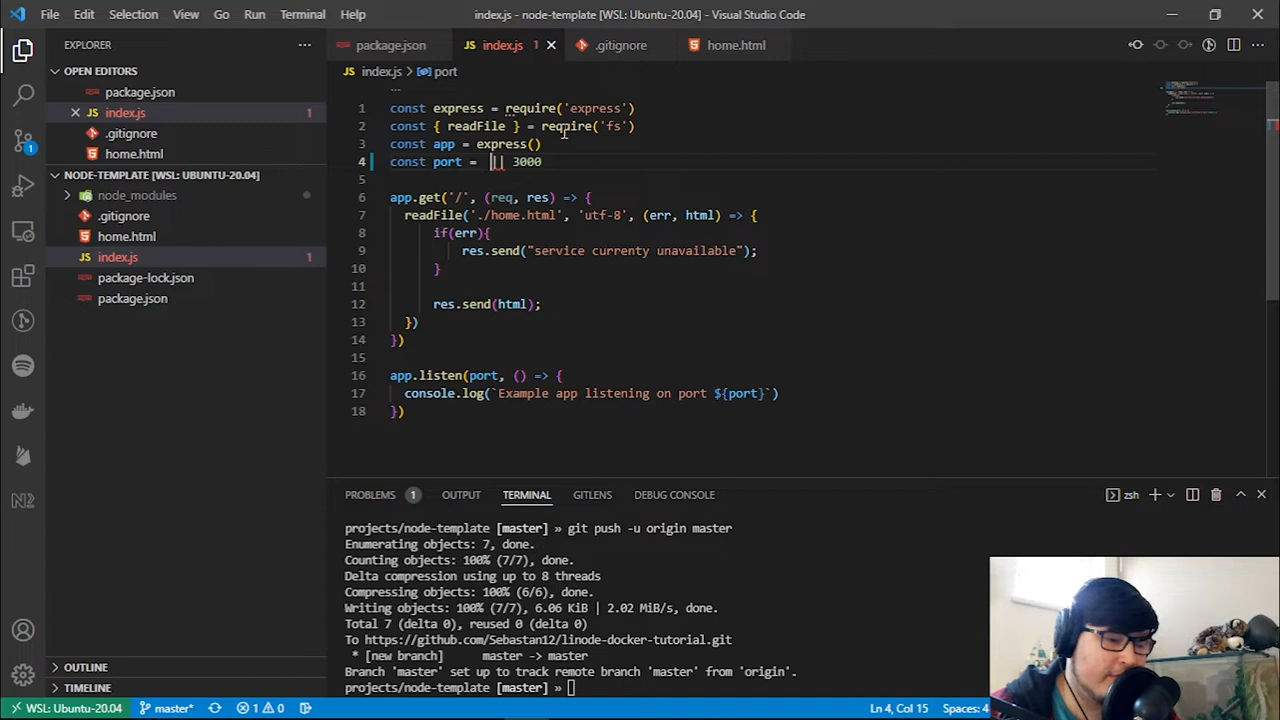 File Edit Selection View Go Run Terminal Help
index.js - node-template [WSL: Ubuntu-20.04] - Visual Studio Code
EXPLORER
OPEN EDITORS
package.json
index.js 1
.gitignore
home.html
NODE-TEMPLATE [WSL: UBUNTU-20.04]
node_modules
.gitignore
home.html
index.js 1
package-lock.json
package.json
OUTLINE
TIMELINE
package.json index.js 1 .gitignore home.html
index.js > port
1 const express = require('express')
2 const { readFile } = require('fs')
3 const app = express()
4 const port = || 3000
5
6 app.get('/', (req, res) => {
7 readFile('./home.html', 'utf-8', (err, html) => {
8 if(err){
9 res.send("service currenty unavailable");
10 }
11
12 res.send(html);
13 })
14 })
15
16 app.listen(port, () => {
17 console.log(`Example app listening on port ${port}`)
18 })
PROBLEMS 1 OUTPUT TERMINAL GITLENS DEBUG CONSOLE
zsh
projects/node-template [master] » git push -u origin master
Enumerating objects: 7, done.
Counting objects: 100% (7/7), done.
Delta compression using up to 8 threads
Compressing objects: 100% (6/6), done.
Writing objects: 100% (7/7), 6.06 KiB | 2.02 MiB/s, done.
Total 7 (delta 0), reused 0 (delta 0)
To https://github.com/Sebastan12/linode-docker-tutorial.git
* [new branch] master -> master
Branch 'master' set up to track remote branch 'master' from 'origin'.
projects/node-template [master] »
WSL: Ubuntu-20.04 master* 1 0 Ln 4, Col 15 Spaces: 4